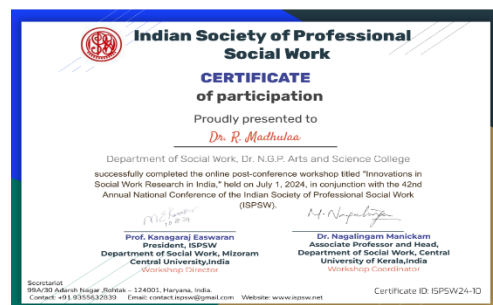 Indian Society of Professional
Social Work
CERTIFICATE
of participation
Proudly presented to
Dr. R. Madhulaa
Department of Social Work, Dr. N.G.P. Arts and Science College
successfully completed the online post-conference workshop titled "Innovations in
Social Work Research in India," held on July 1, 2024, in conjunction with the 42nd
Annual National Conference of the Indian Society of Professional Social Work
(ISPSW).
Prof. Kanagaraj Easwaran
President, ISPSW
Department of Social Work, Mizoram
Central University,India
Workshop Director
Dr. Nagalingam Manickam
Associate Professor and Head,
Department of Social Work, Central
University of Kerala,India
Workshop Coordinator
Secretariat
99A/30 Adarsh Nagar ,Rohtak – 124001, Haryana, India.
Contact: +91 8355632839 Email: contact.ispsw@gmail.com Website: www.ispsw.net
Certificate ID: ISPSW24-10